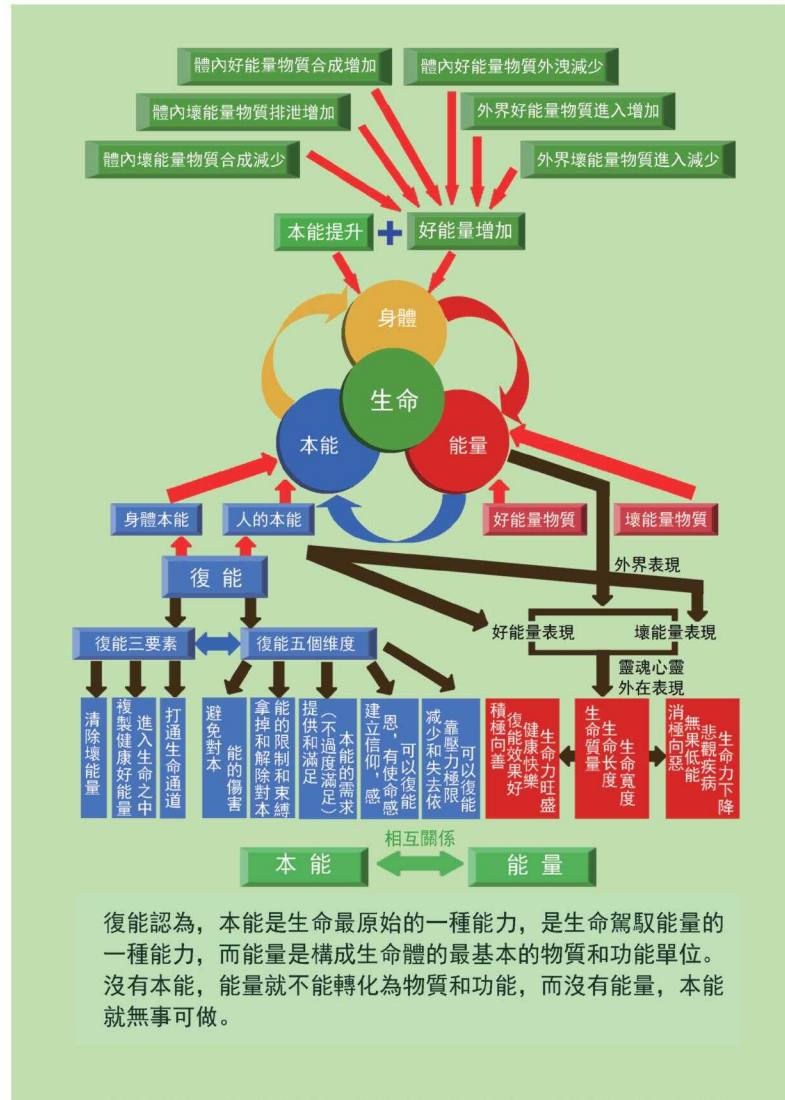 體內好能量物質合成增加
體內好能量物質外洩減少
體內壞能量物質排泄增加
外界好能量物質進入增加
體內壞能量物質合成減少
外界壞能量物質進入減少
本能提升
+
好能量增加
身體
生命
本能
能量
身體本能
人的本能
好能量物質
壞能量物質
復能
外界表現
好能量表現
壞能量表現
復能三要素
復能五個维度
靈魂心靈
外在表現
清除壞能量
進入生命之中
複製健康好能量
打通生命通道
避免對本
能的傷害
能的限制和束縛
拿掉和解除對本
本能的需求
（不過度滿足）
提供和滿足
可以復能
恩，有使命感
建立信仰，感
可以復能
靠壓力極限
减少和失去依
生命力旺盛
健康快樂
復能效果好
積極向善
生命寬度
生命长度
生命質量
生命力下降
悲觀疾病
無果低能
消極向惡
相互關係
本能
能量
復能認為，本能是生命最原始的一種能力，是生命駕馭能量的
一種能力，而能量是構成生命體的最基本的物質和功能單位。
沒有本能，能量就不能轉化為物質和功能，而沒有能量，本能
就無事可做。